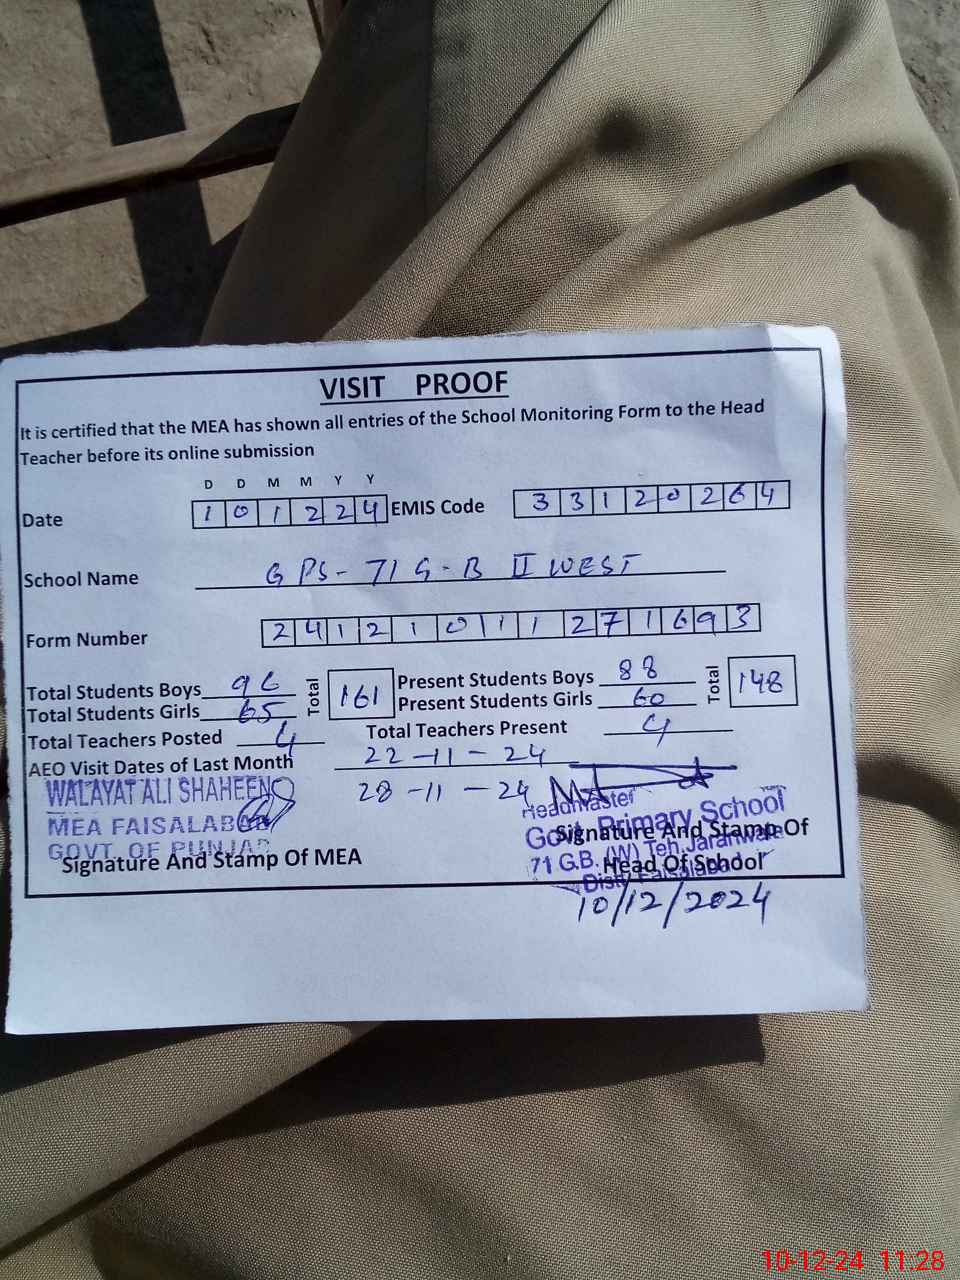 VISIT PROOF
It is certified that the MEA has shown all entries of the School Monitoring Form to the Head
Teacher before its online submission
D D M M Y Y
Date 1 0 1 2 2 4 EMIS Code 3 3 1 2 0 2 6 4
School Name G PS - 71 G - B II WEST
Form Number 2 4 1 2 1 0 1 1 2 7 1 6 9 3
Total Students Boys 96 Total 161 Present Students Boys 88 Total 148
Total Students Girls 65 Present Students Girls 60
Total Teachers Posted 4 Total Teachers Present 4
AEO Visit Dates of Last Month 22-11-24
28-11-24
WALAYAT ALI SHAHEEN
MEA FAISALABAD
GOVT. OF PUNJAB
Signature And Stamp Of MEA
Headmaster
Govt. Primary School
Signature And Stamp Of
71 G.B. (W) Teh. Jaranwala
Head Of School
Distt. Faisalabad
10/12/2024
10-12-24 11.28